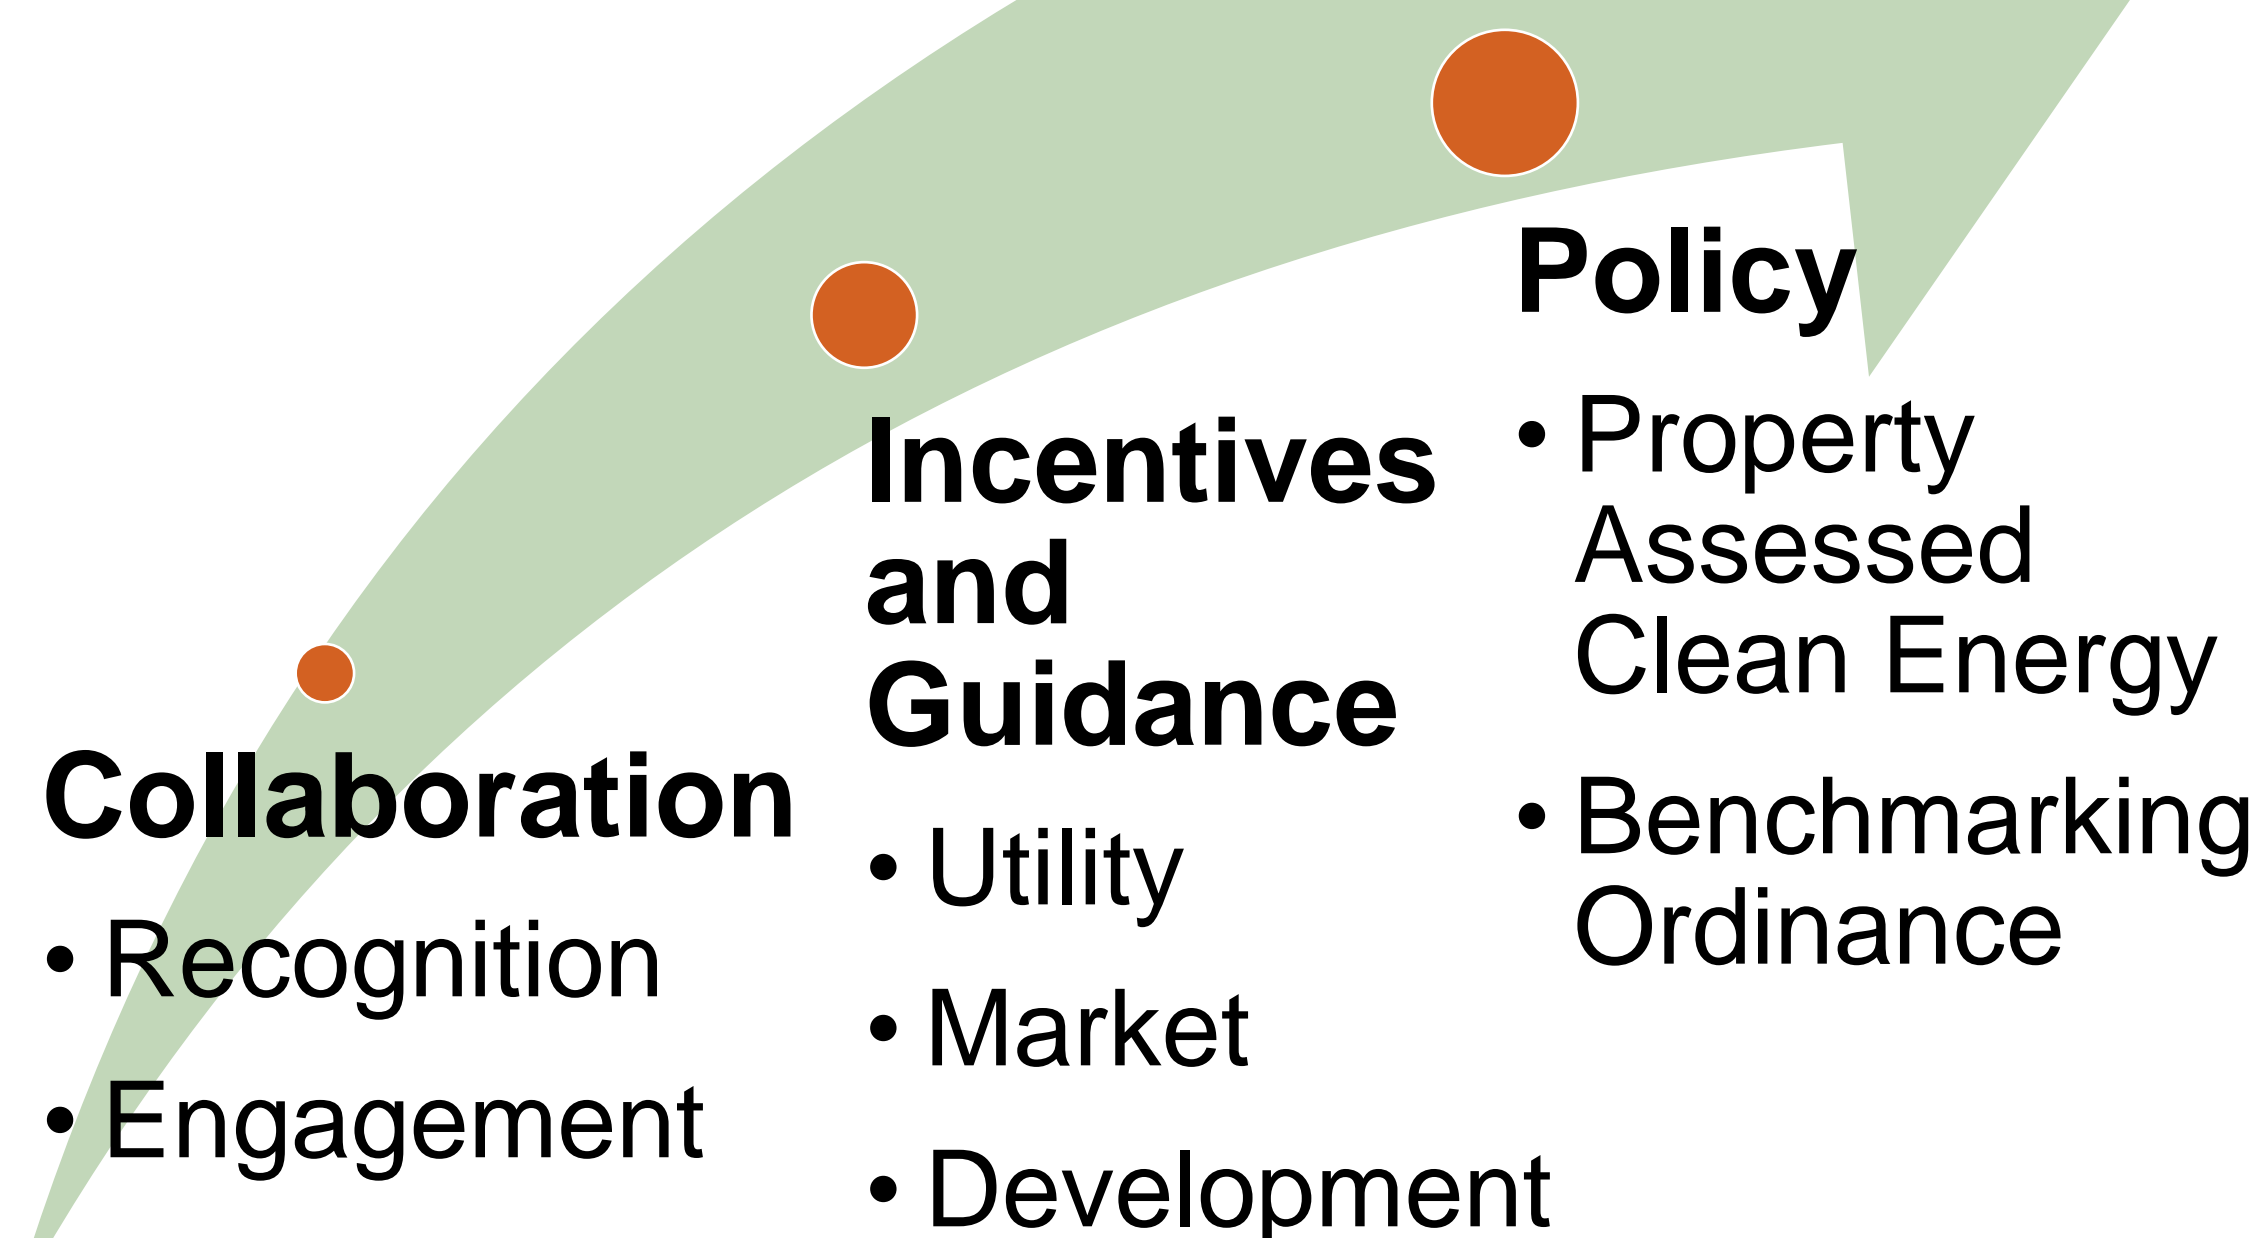 Collaboration
• Recognition
• Engagement
Incentives
and
Guidance
• Utility
• Market
• Development
Policy
• Property
Assessed
Clean Energy
• Benchmarking
Ordinance